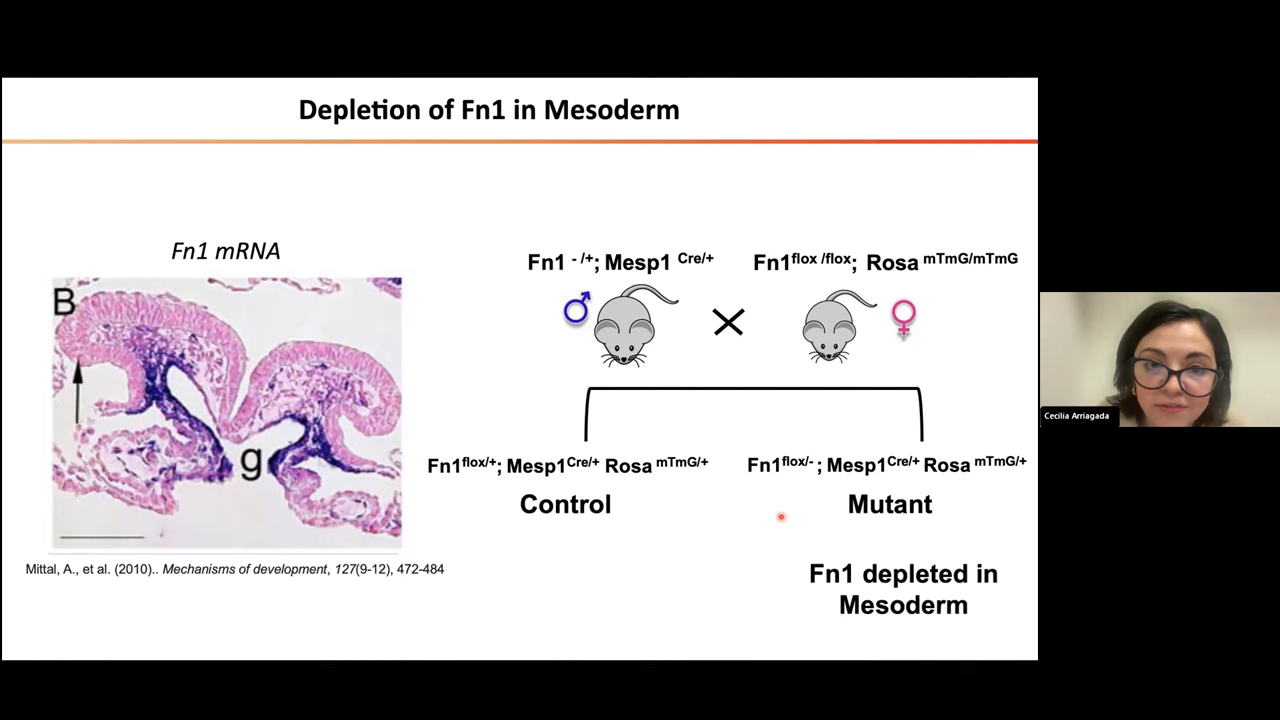 Depletion of Fn1 in Mesoderm
Fn1 mRNA
B
g
Mittal, A., et al. (2010).. Mechanisms of development, 127(9-12), 472-484
Fn1 - /+; Mesp1 Cre/+
Fn1flox /flox; Rosa mTmG/mTmG
♂
×
♀
Fn1flox/+; Mesp1Cre/+ Rosa mTmG/+
Control
Fn1flox/- ; Mesp1Cre/+ Rosa mTmG/+
Mutant
Fn1 depleted in
Mesoderm
Cecilia Arriagada